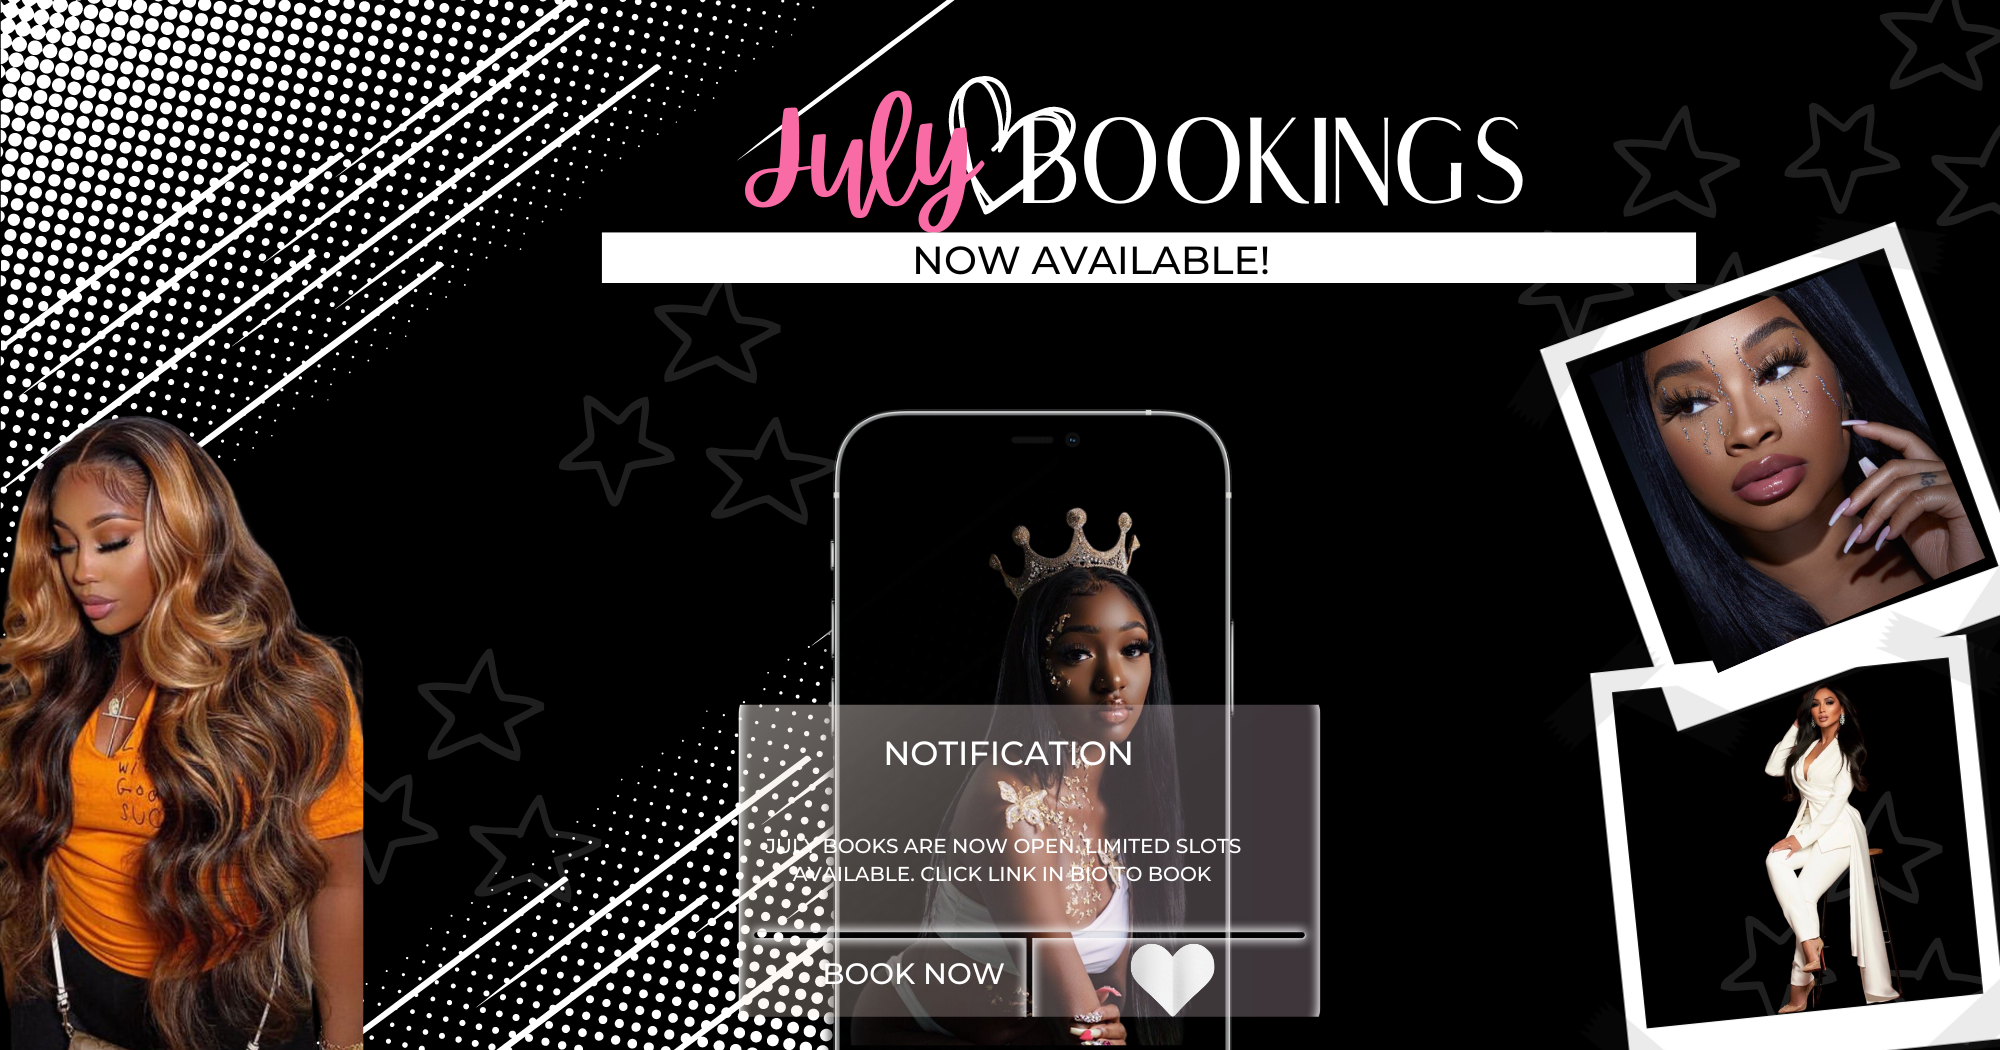 July BOOKINGS
NOW AVAILABLE!
NOTIFICATION
JULY BOOKS ARE NOW OPEN. LIMITED SLOTS
AVAILABLE. CLICK LINK IN BIO TO BOOK
BOOK NOW